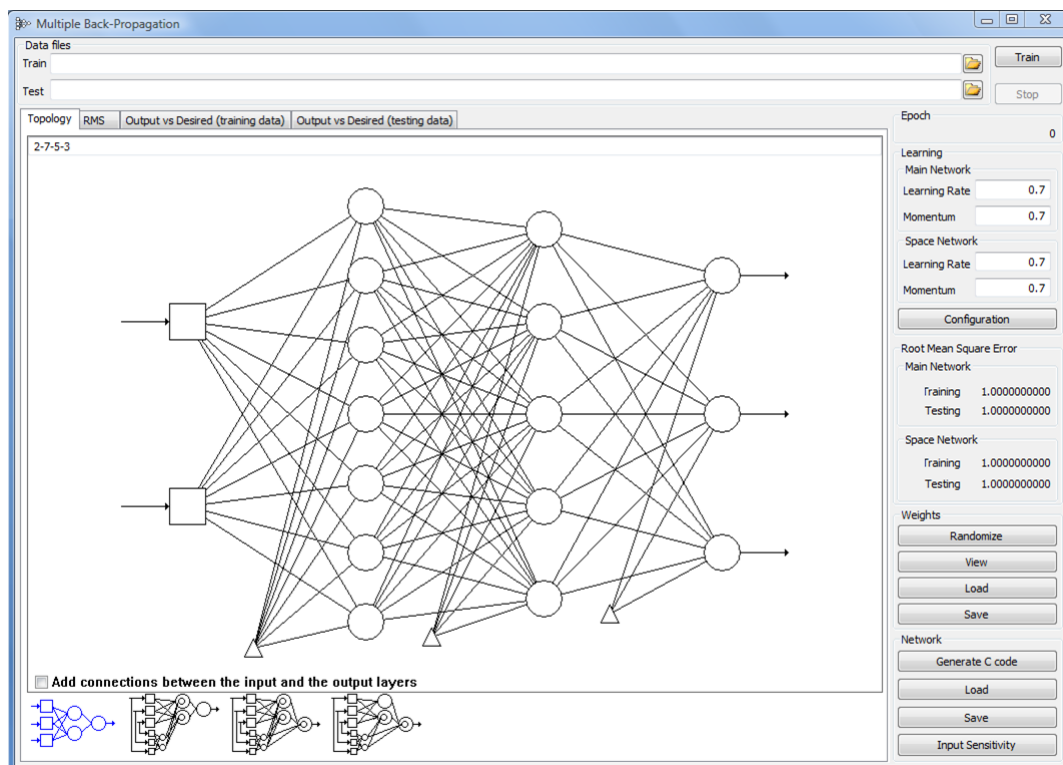 Multiple Back-Propagation
Data files
Train
Train
Test
Stop
Topology
RMS
Output vs Desired (training data)
Output vs Desired (testing data)
2-7-5-3
Add connections between the input and the output layers
Epoch
0
Learning
Main Network
Learning Rate 0.7
Momentum 0.7
Space Network
Learning Rate 0.7
Momentum 0.7
Configuration
Root Mean Square Error
Main Network
Training 1.0000000000
Testing 1.0000000000
Space Network
Training 1.0000000000
Testing 1.0000000000
Weights
Randomize
View
Load
Save
Network
Generate C code
Load
Save
Input Sensitivity